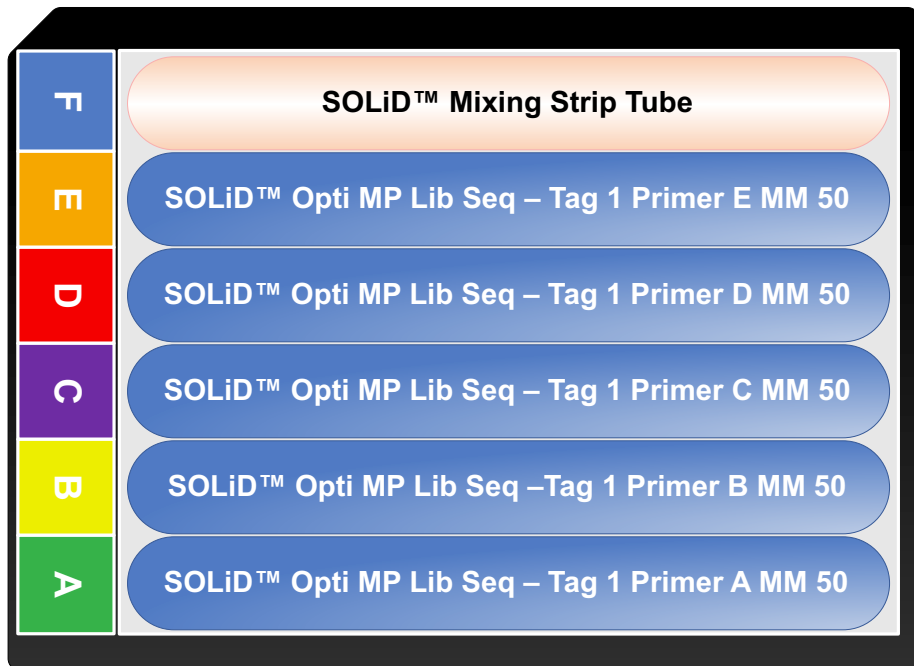 F
SOLiD™ Mixing Strip Tube
E
SOLiD™ Opti MP Lib Seq – Tag 1 Primer E MM 50
D
SOLiD™ Opti MP Lib Seq – Tag 1 Primer D MM 50
C
SOLiD™ Opti MP Lib Seq – Tag 1 Primer C MM 50
B
SOLiD™ Opti MP Lib Seq –Tag 1 Primer B MM 50
A
SOLiD™ Opti MP Lib Seq – Tag 1 Primer A MM 50